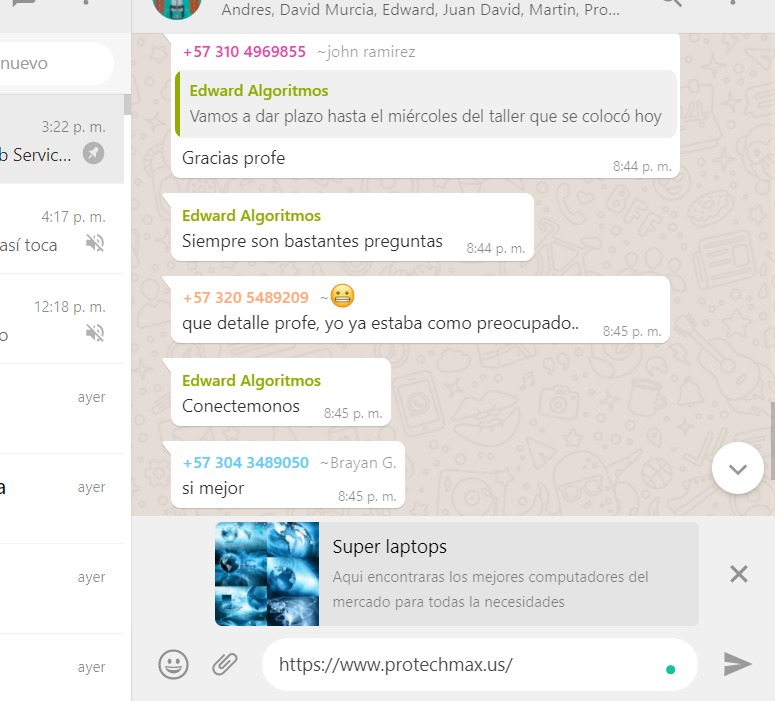 Andres, David Murcia, Edward, Juan David, Martin, Pro...
nuevo
3:22 p. m.
b Servic...
4:17 p. m.
así toca
12:18 p. m.
o
ayer
a
ayer
ayer
ayer
+57 310 4969855 ~john ramirez
Edward Algoritmos
Vamos a dar plazo hasta el miércoles del taller que se colocó hoy
Gracias profe
8:44 p. m.
Edward Algoritmos
Siempre son bastantes preguntas
8:44 p. m.
+57 320 5489209 ~😬
que detalle profe, yo ya estaba como preocupado..
8:45 p. m.
Edward Algoritmos
Conectemonos
8:45 p. m.
+57 304 3489050 ~Brayan G.
si mejor
8:45 p. m.
Super laptops
Aqui encontraras los mejores computadores del
mercado para todas la necesidades
https://www.protechmax.us/